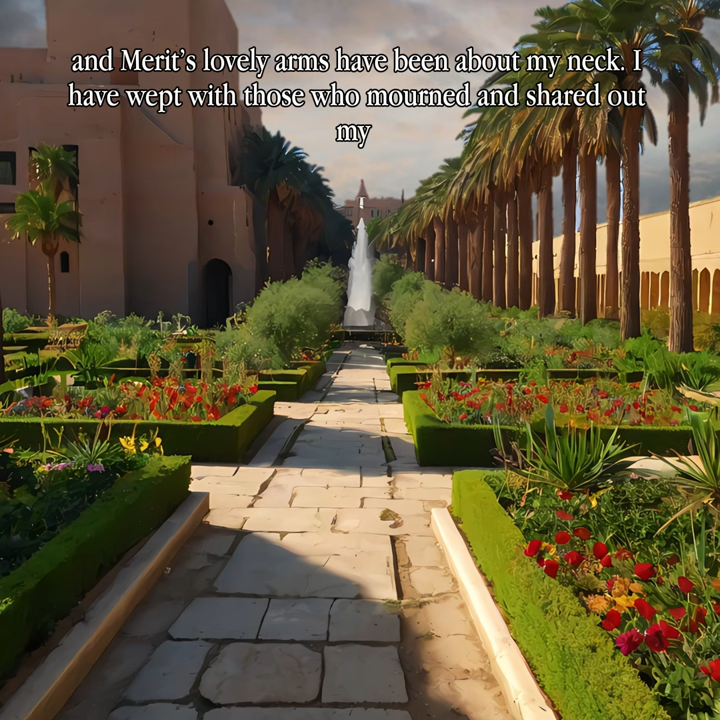 and Merit’s lovely arms have been about my neck. I
have wept with those who mourned and shared out
my